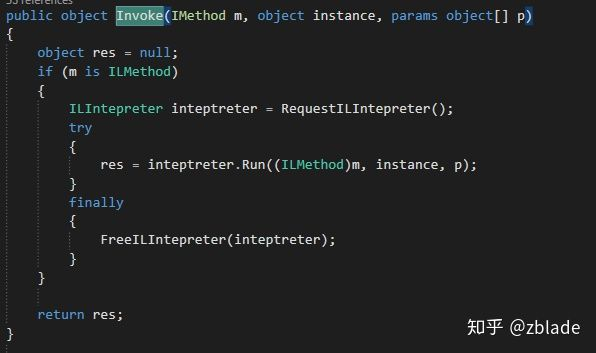 53 references
public object Invoke(IMethod m, object instance, params object[] p)
{
    object res = null;
    if (m is ILMethod)
    {
        ILIntepreter inteptreter = RequestILIntepreter();
        try
        {
            res = inteptreter.Run((ILMethod)m, instance, p);
        }
        finally
        {
            FreeILIntepreter(inteptreter);
        }
    }

    return res;
}
知乎 @zblade